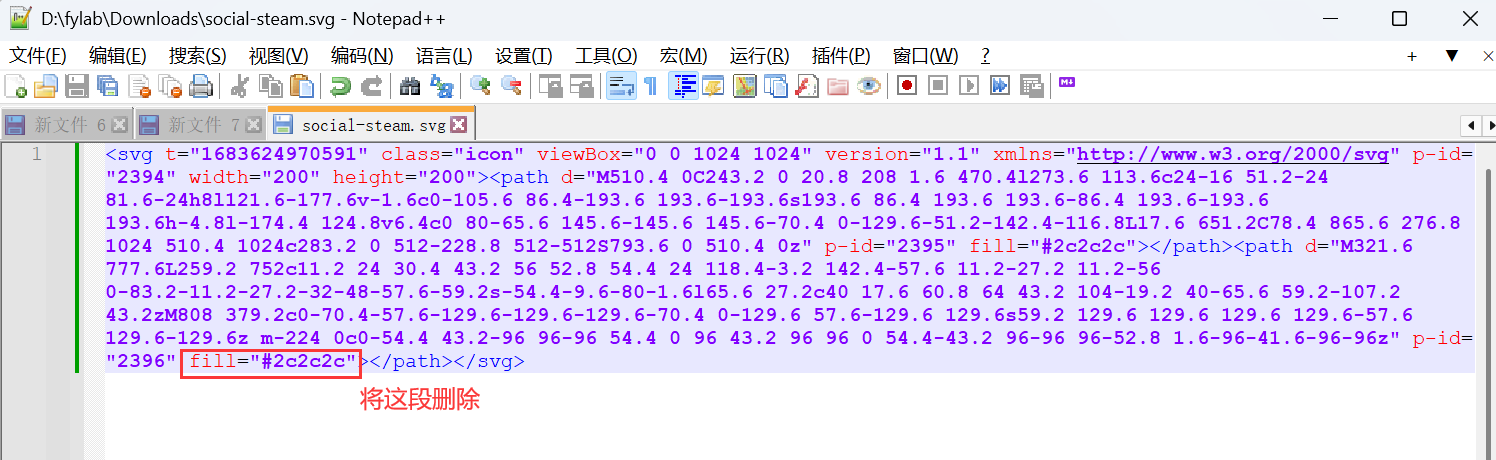 D:\fylab\Downloads\social-steam.svg - Notepad++
文件(F) 编辑(E) 搜索(S) 视图(V) 编码(N) 语言(L) 设置(T) 工具(O) 宏(M) 运行(R) 插件(P) 窗口(W) ?
新文件 6 新文件 7 social-steam.svg
1 <svg t="1683624970591" class="icon" viewBox="0 0 1024 1024" version="1.1" xmlns="http://www.w3.org/2000/svg" p-id=
"2394" width="200" height="200"><path d="M510.4 0C243.2 0 20.8 208 1.6 470.4l273.6 113.6c24-16 51.2-24
81.6-24h8l121.6-177.6v-1.6c0-105.6 86.4-193.6 193.6-193.6s193.6 86.4 193.6 193.6-86.4 193.6-193.6
193.6h-4.8l-174.4 124.8v6.4c0 80-65.6 145.6-145.6 145.6-70.4 0-129.6-51.2-142.4-116.8L17.6 651.2C78.4 865.6 276.8
1024 510.4 1024c283.2 0 512-228.8 512-512S793.6 0 510.4 0z" p-id="2395" fill="#2c2c2c"></path><path d="M321.6
777.6L259.2 752c11.2 24 30.4 43.2 56 52.8 54.4 24 118.4-3.2 142.4-57.6 11.2-27.2 11.2-56
0-83.2-11.2-27.2-32-48-57.6-59.2s-54.4-9.6-80-1.6l65.6 27.2c40 17.6 60.8 64 43.2 104-19.2 40-65.6 59.2-107.2
43.2zM808 379.2c0-70.4-57.6-129.6-129.6-129.6-70.4 0-129.6 57.6-129.6 129.6s59.2 129.6 129.6 129.6 129.6-57.6
129.6-129.6z m-224 0c0-54.4 43.2-96 96-96 54.4 0 96 43.2 96 96 0 54.4-43.2 96-96 96-52.8 1.6-96-41.6-96-96z" p-id=
"2396" fill="#2c2c2c"></path></svg>
将这段删除